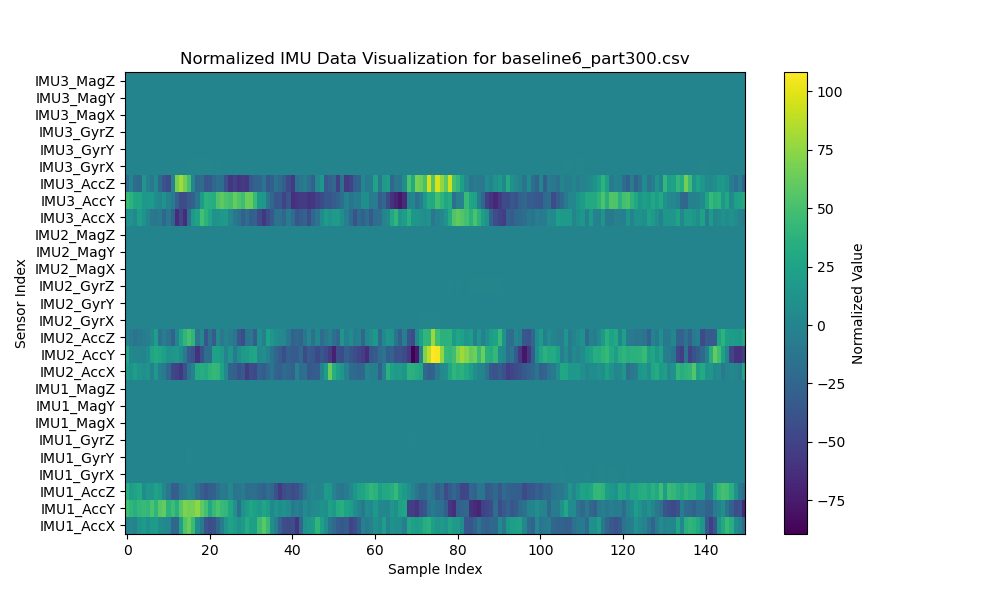 Normalized IMU Data Visualization for baseline6_part300.csv
IMU3_MagZ
IMU3_MagY
IMU3_MagX
IMU3_GyrZ
IMU3_GyrY
IMU3_GyrX
IMU3_AccZ
IMU3_AccY
IMU3_AccX
IMU2_MagZ
IMU2_MagY
IMU2_MagX
IMU2_GyrZ
IMU2_GyrY
IMU2_GyrX
IMU2_AccZ
IMU2_AccY
IMU2_AccX
IMU1_MagZ
IMU1_MagY
IMU1_MagX
IMU1_GyrZ
IMU1_GyrY
IMU1_GyrX
IMU1_AccZ
IMU1_AccY
IMU1_AccX
Sensor Index
0 20 40 60 80 100 120 140
Sample Index
100
75
50
25
0
−25
−50
−75
Normalized Value